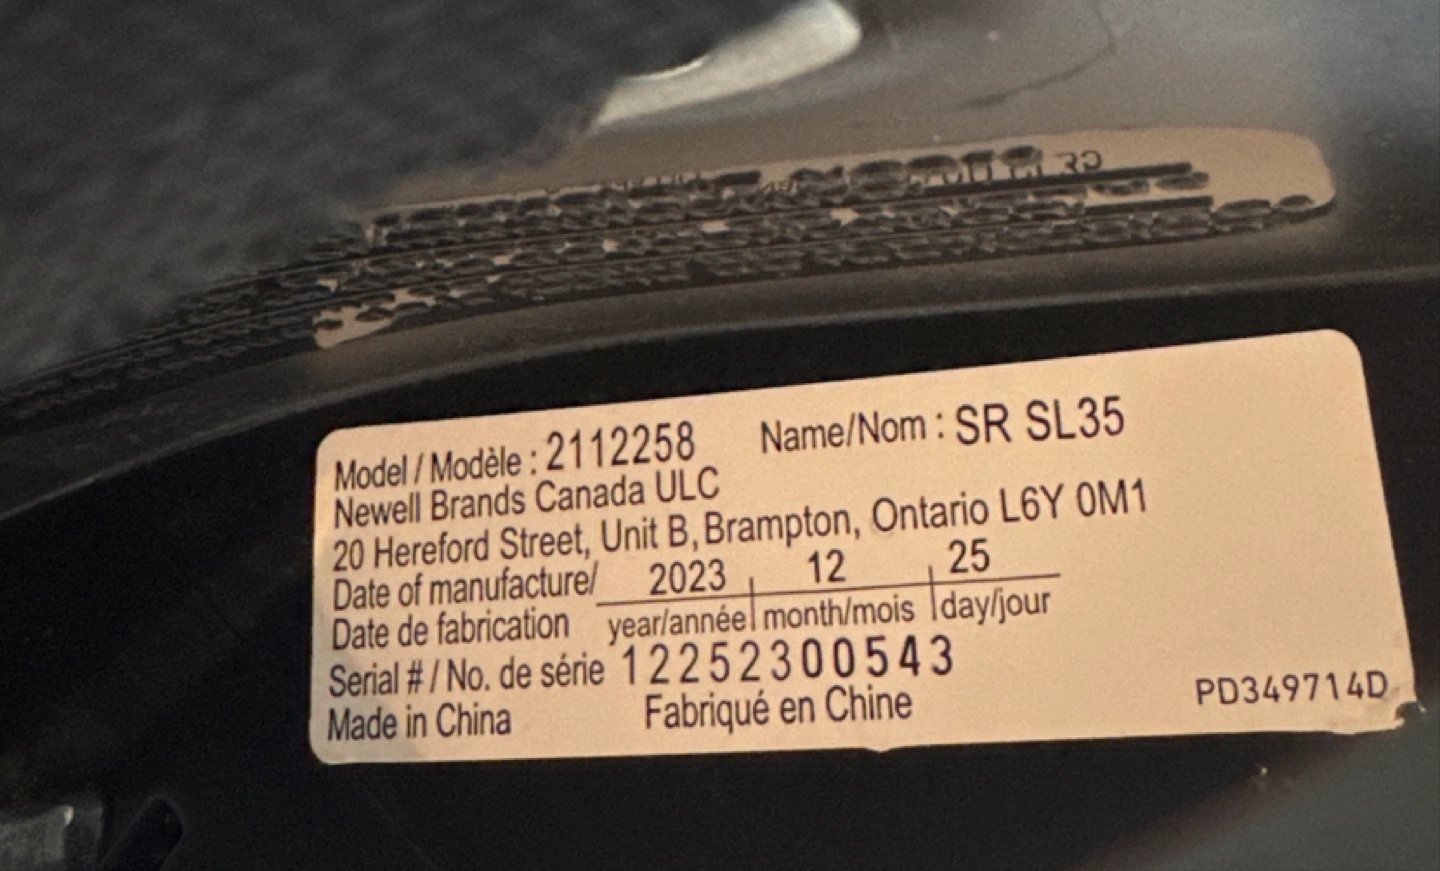 Model / Modèle : 2112258 Name/Nom : SR SL35
Newell Brands Canada ULC
20 Hereford Street, Unit B, Brampton, Ontario L6Y 0M1
Date of manufacture/ 2023 12 25
Date de fabrication year/année month/mois day/jour
Serial # / No. de série 12252300543
Made in China Fabriqué en Chine PD349714D